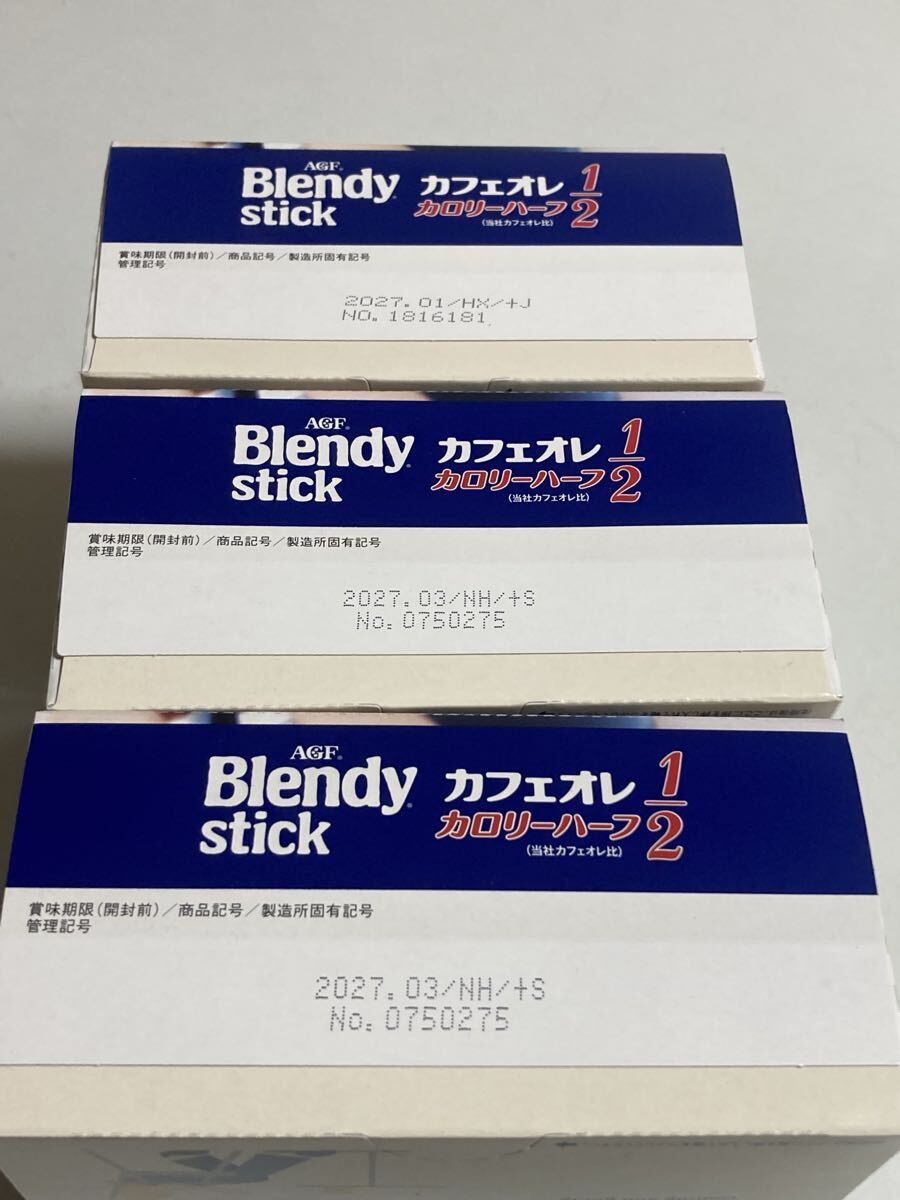 AGF
Blendy
stick
カフェオレ
カロリーハーフ
1/2
(当社カフェオレ比)
賞味期限(開封前)/商品記号/製造所固有記号
管理記号
2027.01/HX/+J
NO.1816181
AGF
Blendy
stick
カフェオレ
カロリーハーフ
1/2
(当社カフェオレ比)
賞味期限(開封前)/商品記号/製造所固有記号
管理記号
2027.03/NH/+S
No.0750275
AGF
Blendy
stick
カフェオレ
カロリーハーフ
1/2
(当社カフェオレ比)
賞味期限(開封前)/商品記号/製造所固有記号
管理記号
2027.03/NH/+S
No.0750275